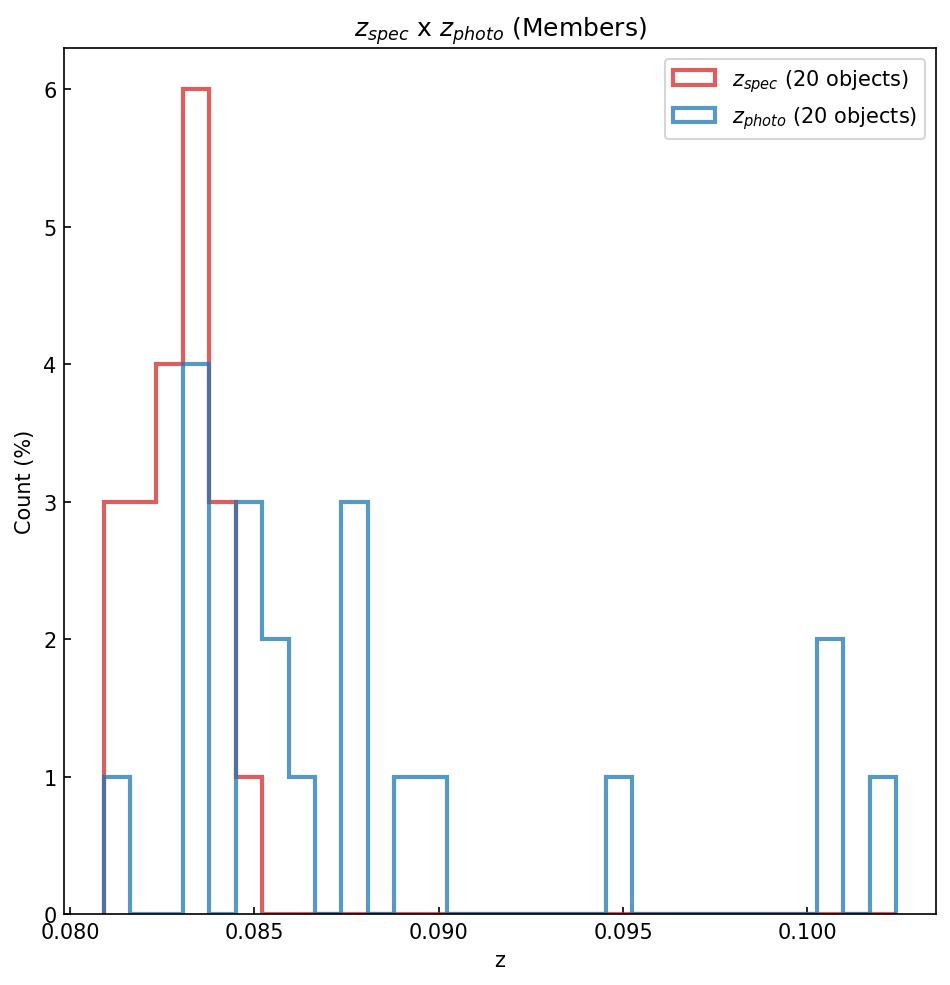 z_spec x z_photo (Members)
z_spec (20 objects)
z_photo (20 objects)
Count (%)
6
5
4
3
2
1
0
0.080 0.085 0.090 0.095 0.100
z